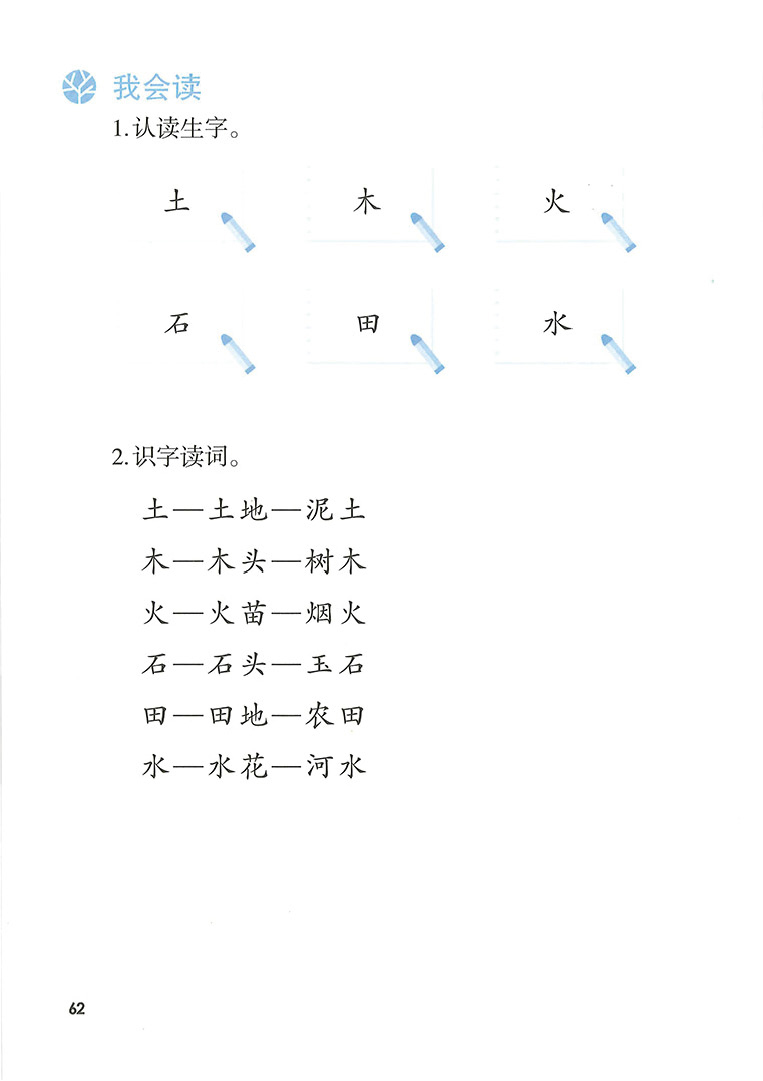 我会读
1.认读生字。
土 木 火
石 田 水
2.识字读词。
土—土地—泥土
木—木头—树木
火—火苗—烟火
石—石头—玉石
田—田地—农田
水—水花—河水
62